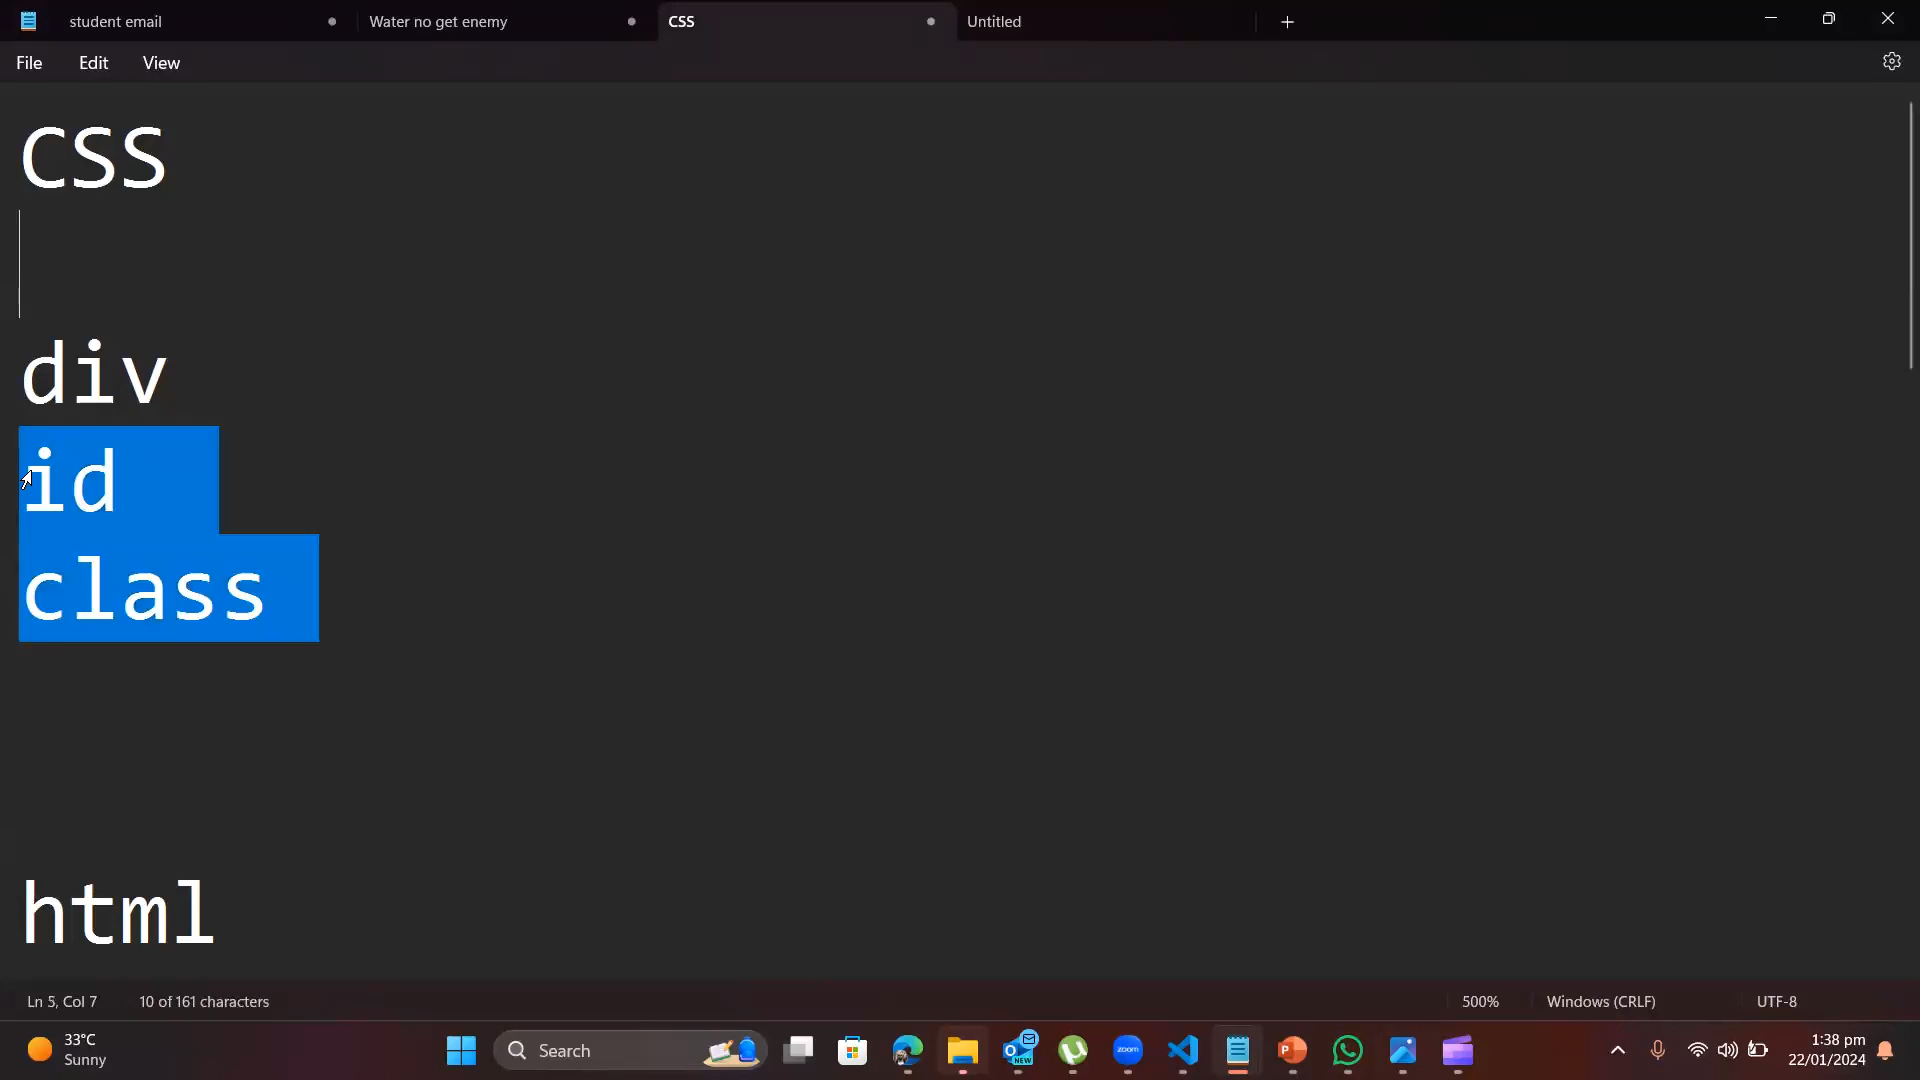 student email
Water no get enemy
CSS
Untitled
File
Edit
View
CSS
div
id
class
html
Ln 5, Col 7
10 of 161 characters
500%
Windows (CRLF)
UTF-8
33°C
Sunny
Search
NEW
zoom
1:38 pm
22/01/2024